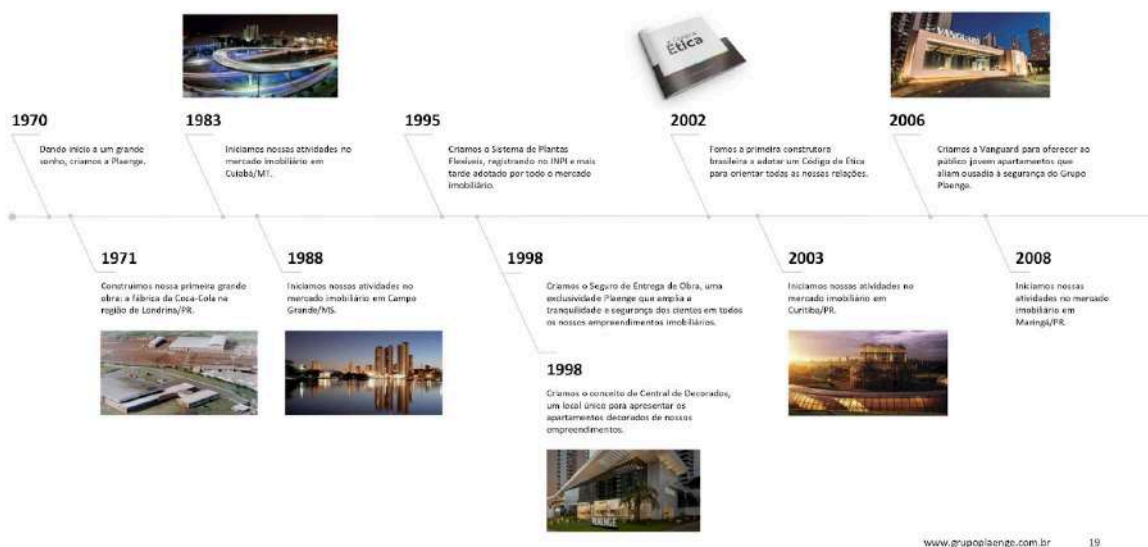 Código de
Ética
VANGUARD
1970
Dando início a um grande
sonho, criamos a Plaenge.
1983
Iniciamos nossas atividades no
mercado imobiliário em
Cuiabá/MT.
1995
Criamos o Sistema de Plantas
Flexíveis, registrando no INPI e mais
tarde adotado por todo o mercado
imobiliário.
2002
Fomos a primeira construtora
brasileira a adotar um Código de Ética
para orientar todas as nossas relações.
2006
Criamos a Vanguard para oferecer ao
público jovem apartamentos que
aliam ousadia à segurança do Grupo
Plaenge.
1971
Construímos nossa primeira grande
obra: a fábrica da Coca-Cola na
região de Londrina/PR.
1988
Iniciamos nossas atividades no
mercado imobiliário em Campo
Grande/MS.
1998
Criamos o Seguro de Entrega de Obra, uma
exclusividade Plaenge que amplia a
tranquilidade e segurança dos clientes em todos
os nossos empreendimentos imobiliários.
1998
Criamos o conceito de Central de Decorados,
um local único para apresentar os
apartamentos decorados de nossos
empreendimentos.
PLAENGE
2003
Iniciamos nossas atividades no
mercado imobiliário em
Curitiba/PR.
2008
Iniciamos nossas
atividades no mercado
imobiliário em
Maringá/PR.
www.grupoplaenge.com.br 19